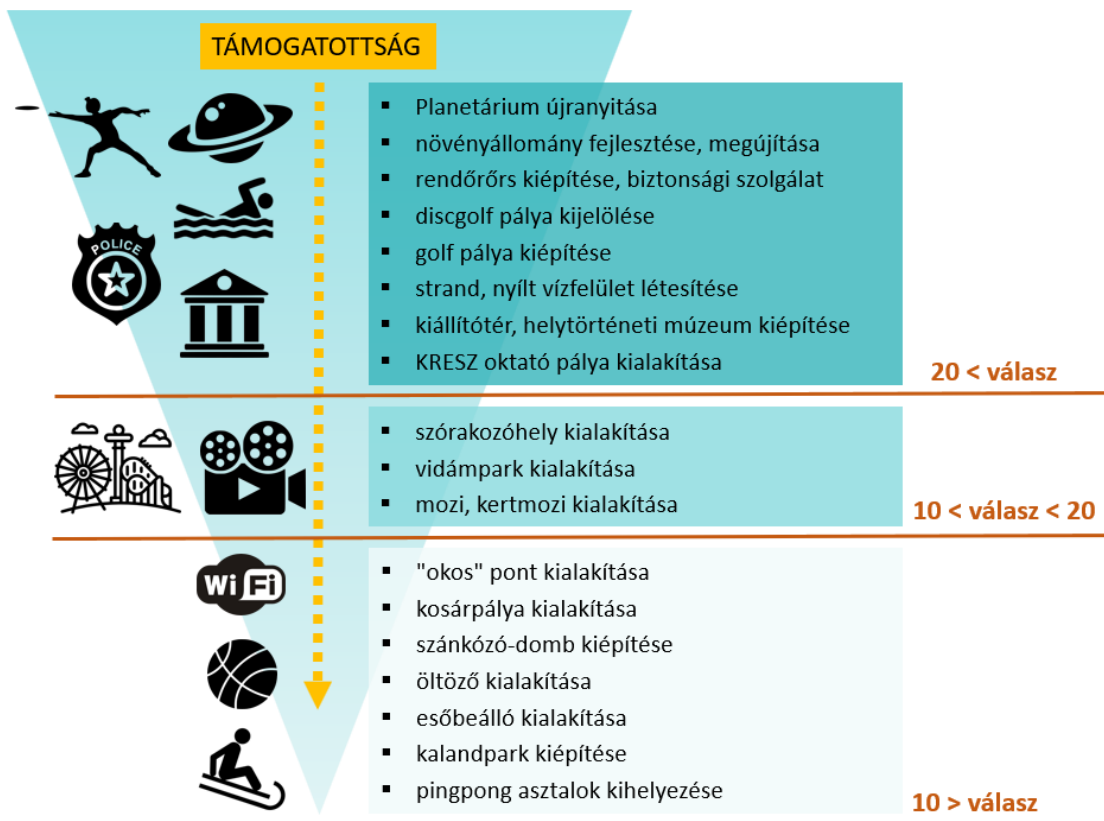 TÁMOGATOTTSÁG
▪ Planetárium újranyitása
▪ növényállomány fejlesztése, megújítása
▪ rendőrőrs kiépítése, biztonsági szolgálat
▪ discgolf pálya kijelölése
▪ golf pálya kiépítése
▪ strand, nyílt vízfelület létesítése
▪ kiállítótér, helytörténeti múzeum kiépítése
▪ KRESZ oktató pálya kialakítása
POLICE
20 < válasz
▪ szórakozóhely kialakítása
▪ vidámpark kialakítása
▪ mozi, kertmozi kialakítása
10 < válasz < 20
Wi Fi
▪ "okos" pont kialakítása
▪ kosárpálya kialakítása
▪ szánkózó-domb kiépítése
▪ öltöző kialakítása
▪ esőbeálló kialakítása
▪ kalandpark kiépítése
▪ pingpong asztalok kihelyezése
10 > válasz